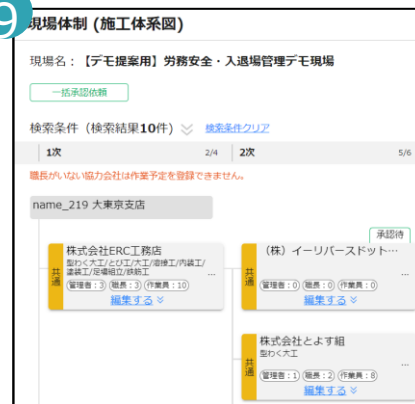 9
現場体制 (施工体系図)
現場名：【デモ提案用】労務安全・入退場管理デモ現場
一括承認依頼
検索条件（検索結果10件） 検索条件クリア
1次 2/4 2次 5/6
職長がいない協力会社は作業予定を登録できません。
name_219 大東京支店
承認待
共通
株式会社ERC工務店
型わく大工/とび工/大工/溶接工/内装工/
塗装工/足場組立/鉄筋工
...
管理者：3 職長：3 作業員：10
編集する
共通
（株）イーリバースドット…
...
管理者：0 職長：0 作業員：0
編集する
共通
株式会社とよす組
型わく大工
...
管理者：1 職長：2 作業員：8
編集する